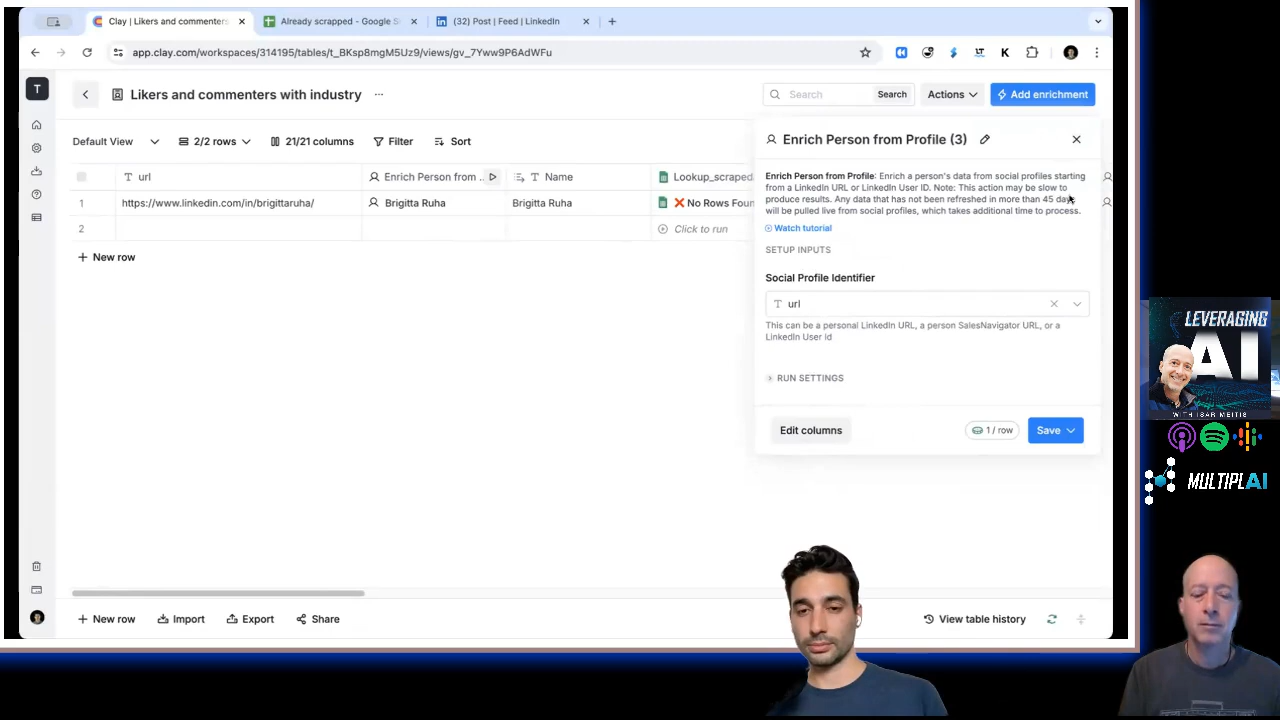 Clay | Likers and commenters
Already scrapped - Google S
(32) Post | Feed | LinkedIn
app.clay.com/workspaces/314195/tables/t_BKsp8mgM5Uz9/views/gv_7Yww9P6AdWFu
T
Likers and commenters with industry
Search
Search
Actions
Add enrichment
Default View
2/2 rows
21/21 columns
Filter
Sort
url
Enrich Person from ..
Name
Lookup_scraped
1
https://www.linkedin.com/in/brigittaruha/
Brigitta Ruha
Brigitta Ruha
No Rows Foun
2
Click to run
+ New row
Enrich Person from Profile (3)
Enrich Person from Profile: Enrich a person's data from social profiles starting
from a LinkedIn URL or LinkedIn User ID. Note: This action may be slow to
produce results. Any data that has not been refreshed in more than 45 days
will be pulled live from social profiles, which takes additional time to process.
Watch tutorial
SETUP INPUTS
Social Profile Identifier
url
This can be a personal LinkedIn URL, a person SalesNavigator URL, or a
LinkedIn User id
RUN SETTINGS
Edit columns
1 / row
Save
+ New row
Import
Export
Share
View table history
LEVERAGING
AI
WITH ISAR MEITIS
MULTIPLAI